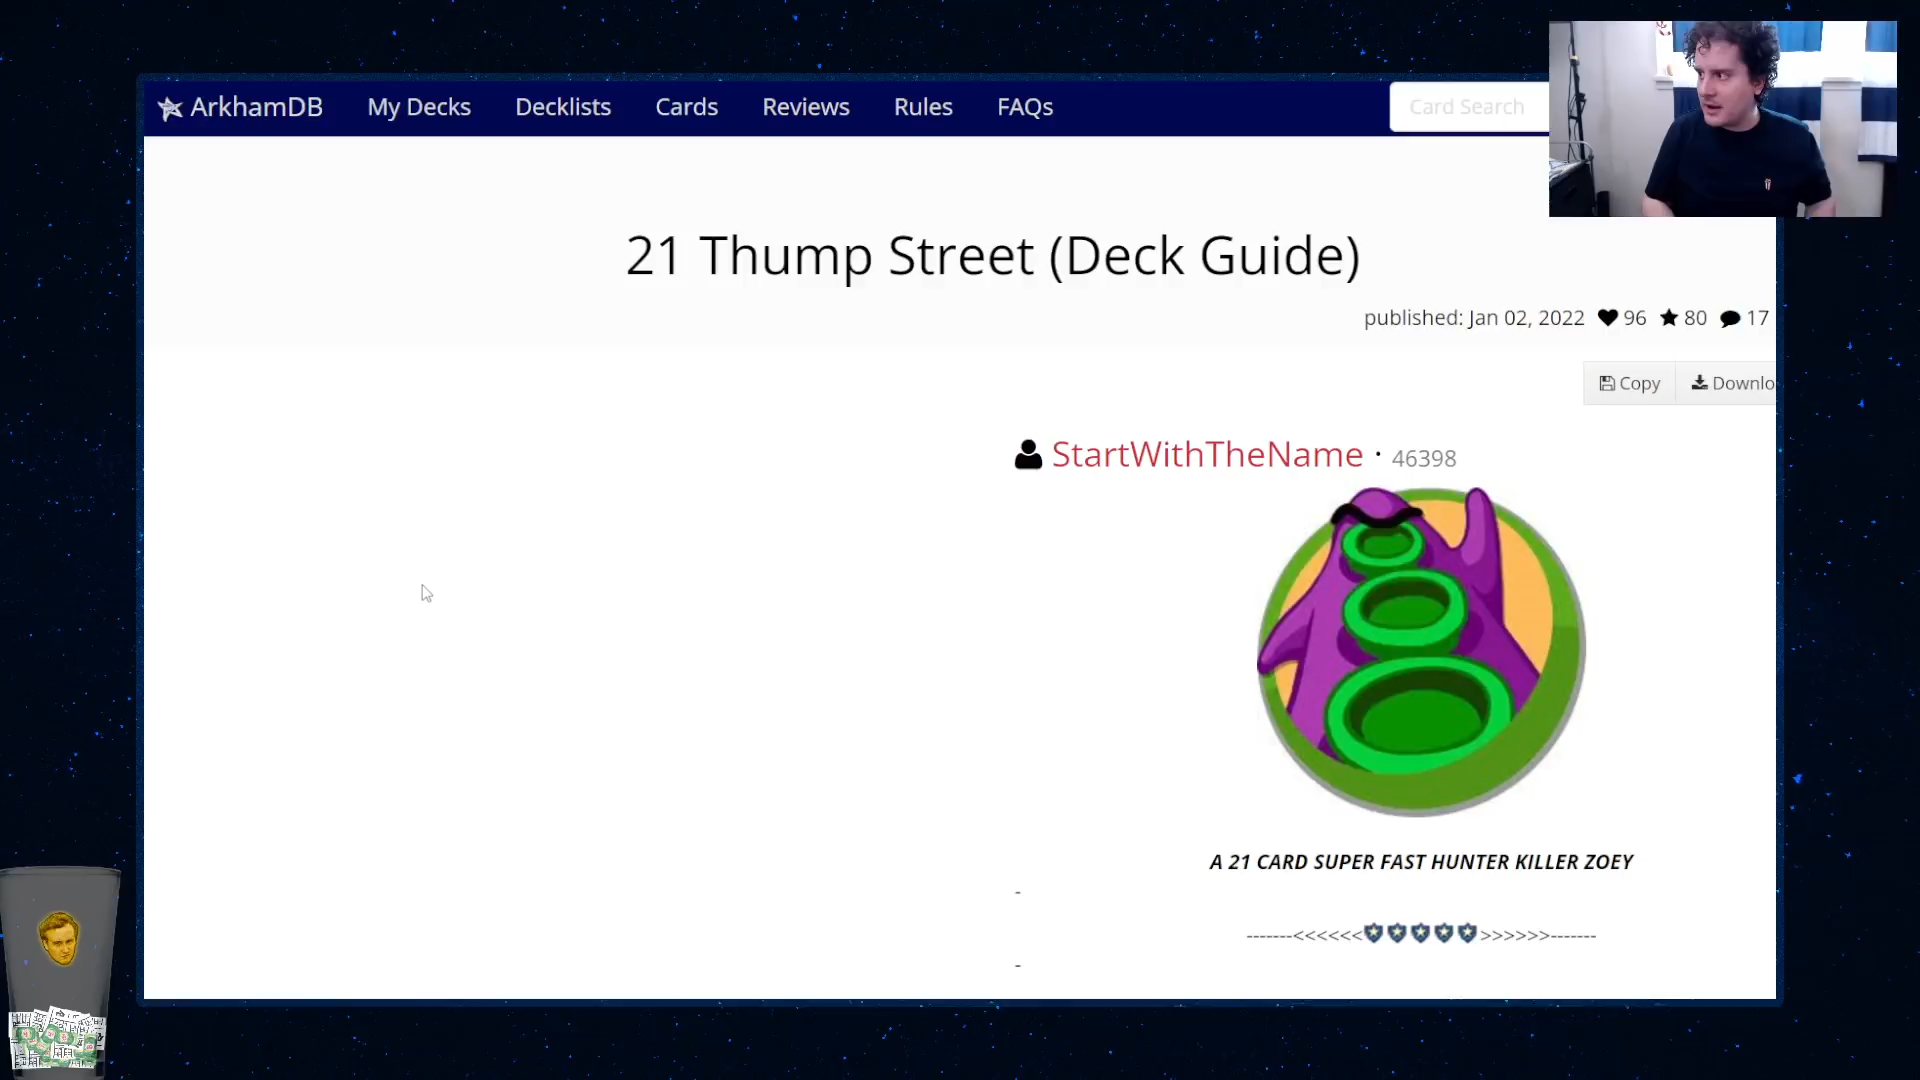 ArkhamDB My Decks Decklists Cards Reviews Rules FAQs Card Search
21 Thump Street (Deck Guide)
published: Jan 02, 2022 96 80 17
Copy Downlo
StartWithTheName · 46398
A 21 CARD SUPER FAST HUNTER KILLER ZOEY
-
-------<<<<<<>>>>>>-------
-